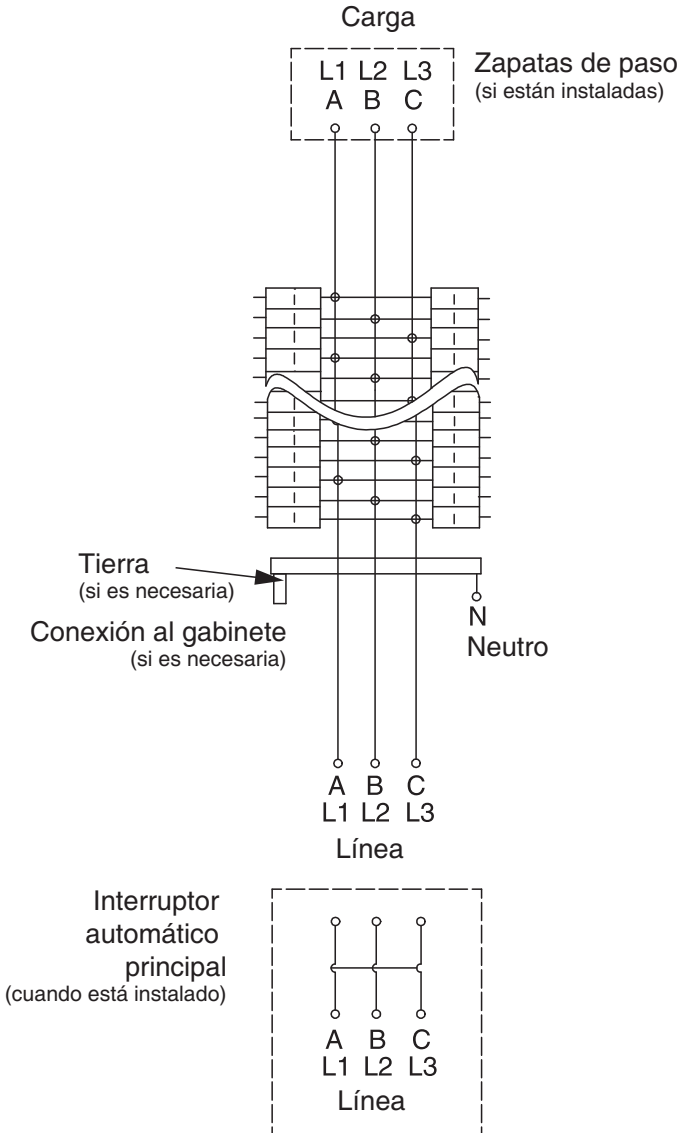 Carga
L1 L2 L3
A B C
Zapatas de paso
(si están instaladas)
Tierra
(si es necesaria)
Conexión al gabinete
(si es necesaria)
N
Neutro
A B C
L1 L2 L3
Línea
Interruptor
automático
principal
(cuando está instalado)
A B C
L1 L2 L3
Línea